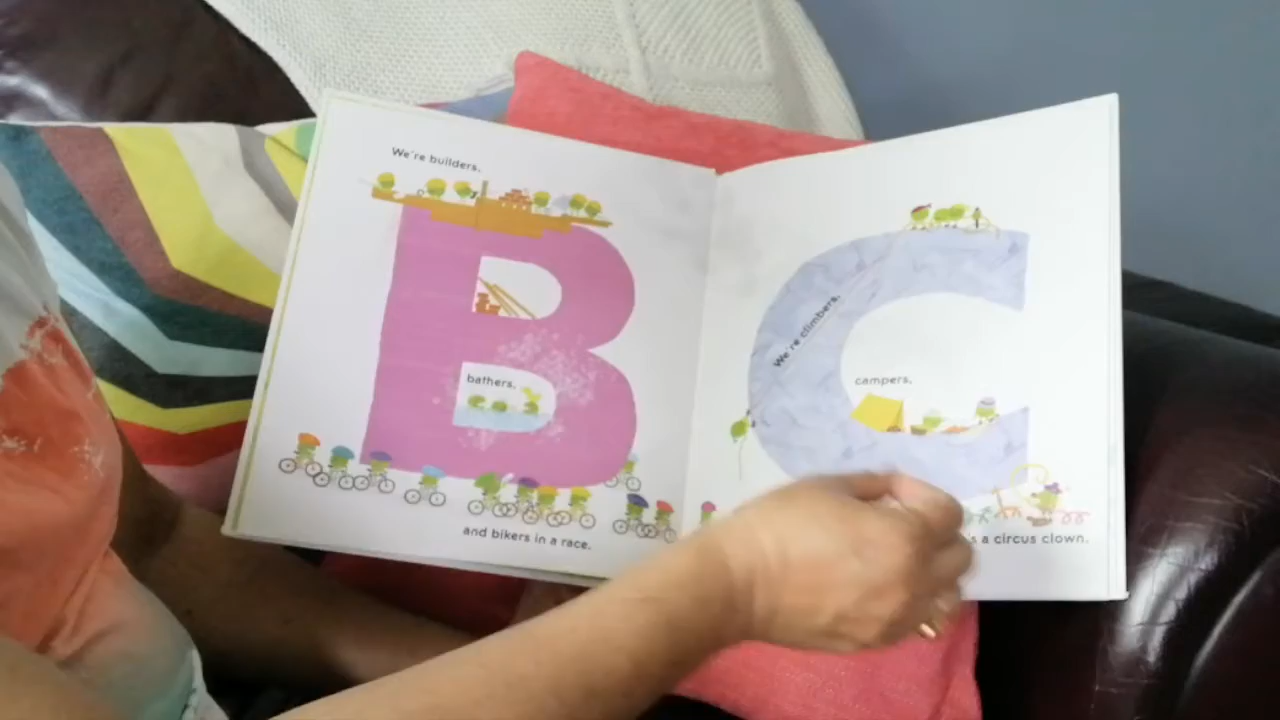 We're builders,
B
bathers,
and bikers in a race.
C
We're climbers,
campers,
s a circus clown.